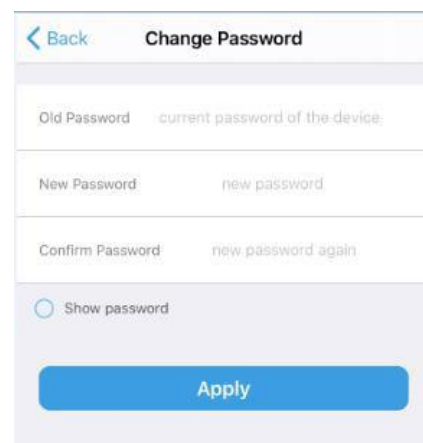 Back Change Password
Old Password current password of the device
New Password new password
Confirm Password new password again
Show password
Apply